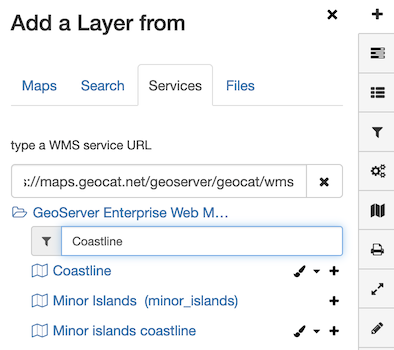 Add a Layer from
Maps Search Services Files
type a WMS service URL
s://maps.geocat.net/geoserver/geocat/wms
GeoServer Enterprise Web M...
Coastline
Coastline
Minor Islands (minor_islands)
Minor islands coastline